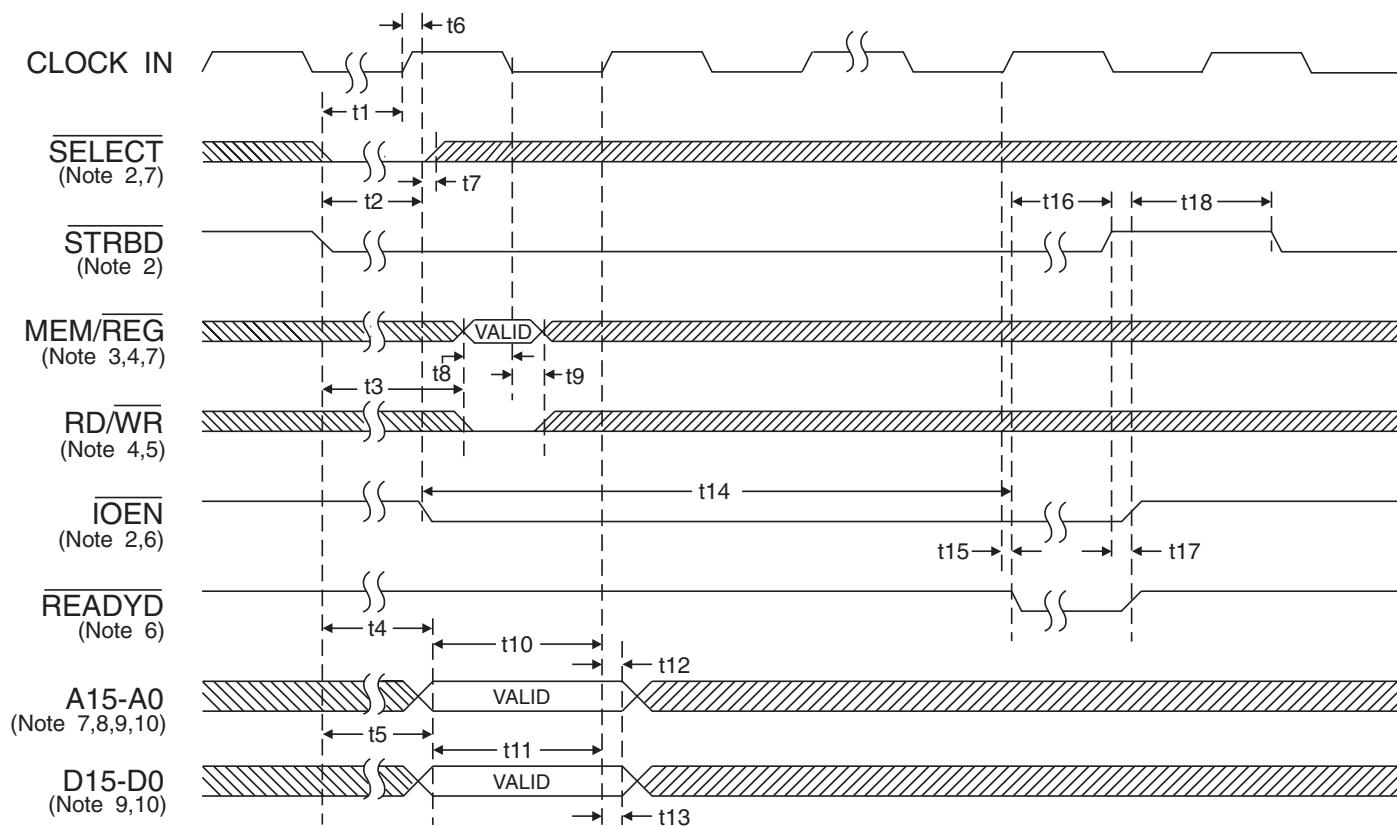 t6
CLOCK IN
t1
SELECT
(Note 2,7)
t7
t2
t16
t18
STRBD
(Note 2)
MEM/REG
VALID
(Note 3,4,7)
t8
t9
t3
RD/WR
(Note 4,5)
t14
IOEN
(Note 2,6)
t15
t17
READYD
(Note 6)
t4
t10
t12
A15-A0
VALID
(Note 7,8,9,10)
t5
t11
D15-D0
VALID
(Note 9,10)
t13